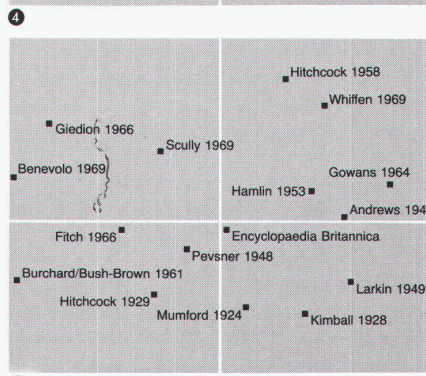 4
Hitchcock 1958
Whiffen 1969
Giedion 1966
Scully 1969
Benevolo 1969
Gowans 1964
Hamlin 1953
Andrews 194
Fitch 1966
Encyclopaedia Britannica
Pevsner 1948
Burchard/Bush-Brown 1961
Larkin 1949
Hitchcock 1929
Mumford 1924
Kimball 1928